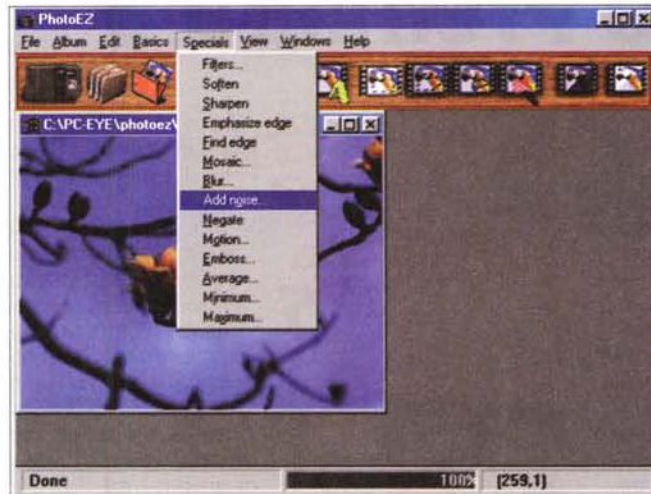 PhotoEZ
File Album Edit Basics Specials View Windows Help
C:\PC-EYE\photoez\
Filters...
Soften
Sharpen
Emphasize edge
Find edge
Mosaic...
Blur...
Add noise...
Negate
Motion...
Emboss...
Average...
Minimum...
Maximum...
Done 100% (259,1)